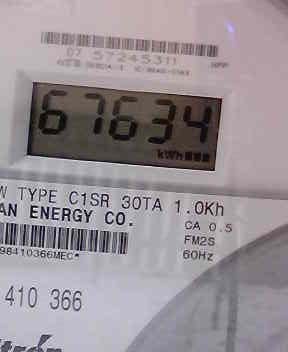 07 57245311
67634
kWh
W TYPE C1SR 30TA 1.0Kh
AN ENERGY CO.
CA 0.5
FM2S
60Hz
98410366MEC*
410 366
trón